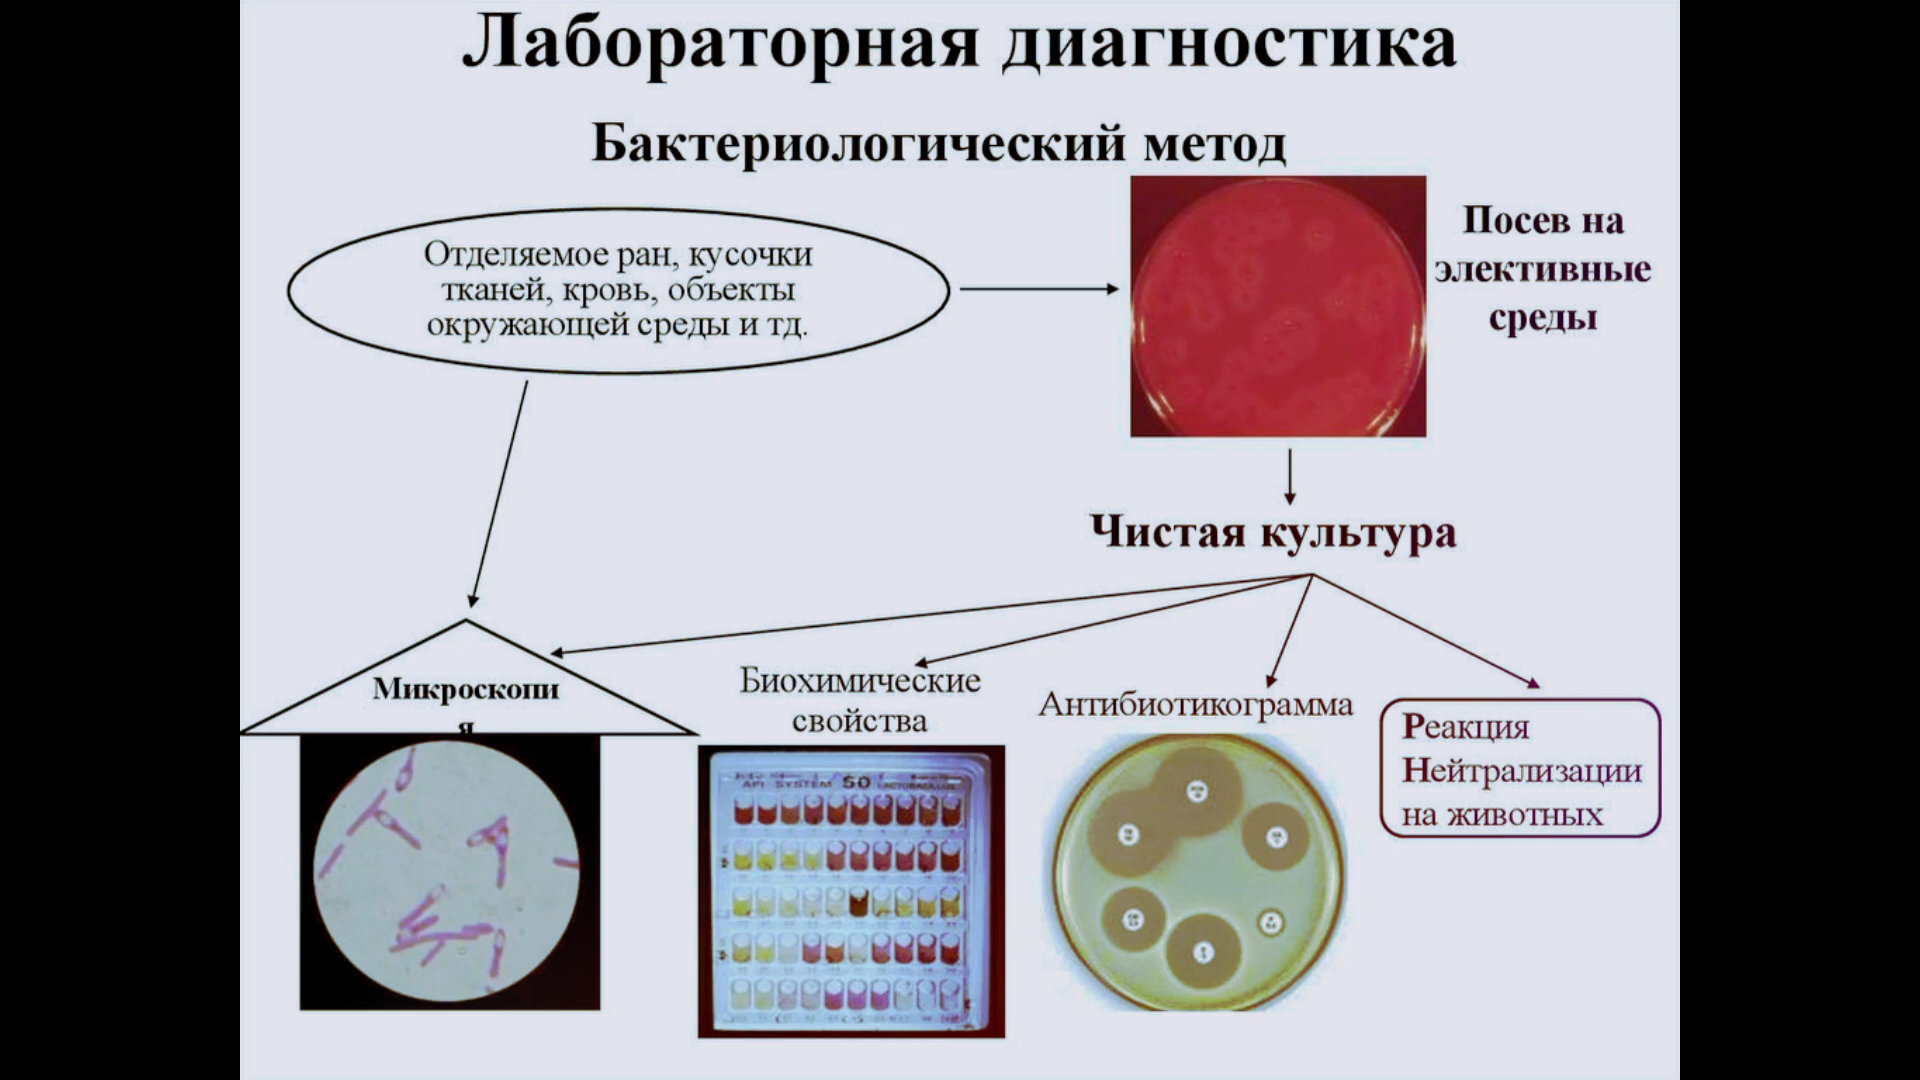 Лабораторная диагностика
Бактериологический метод
Отделяемое ран, кусочки
тканей, кровь, объекты
окружающей среды и тд.
Посев на
элективные
среды
Чистая культура
Микроскопи
я
Биохимические
свойства
Антибиотикограмма
Реакция
Нейтрализации
на животных
API SYSTEM 50 LACTOBACILLUS